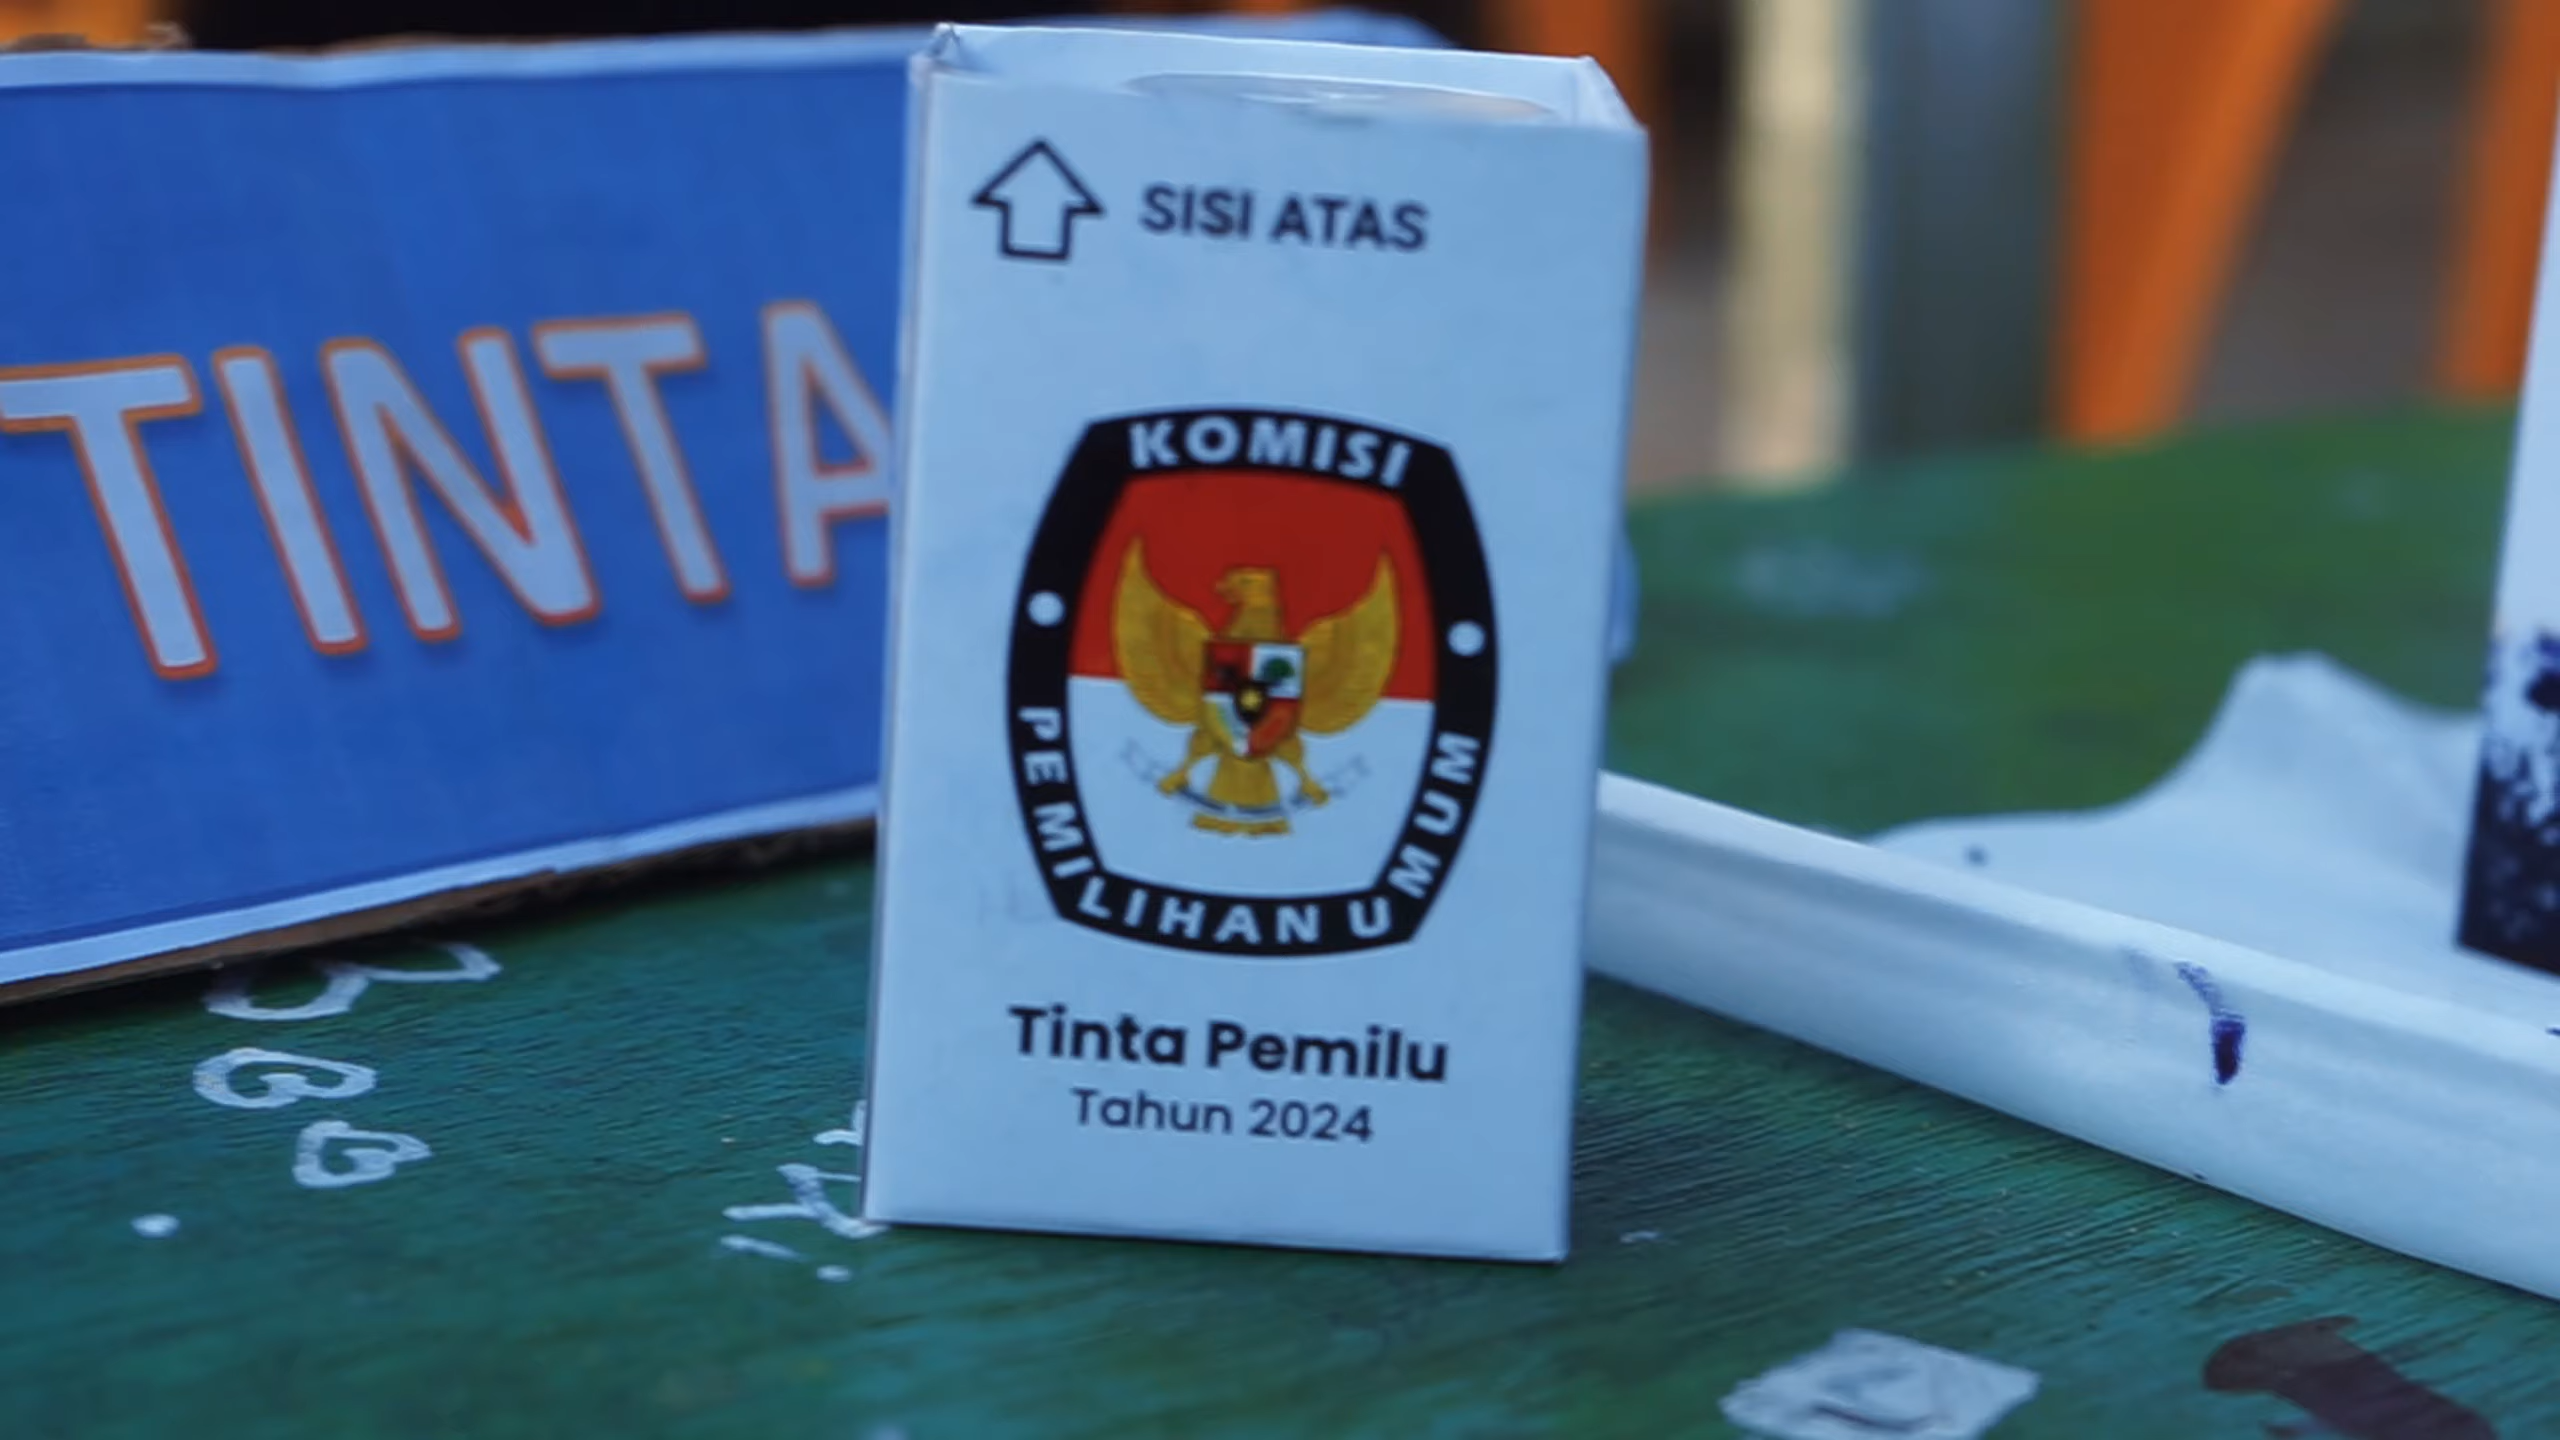 TINTA
SISI ATAS
KOMISI
PEMILIHAN UMUM
Tinta Pemilu
Tahun 2024